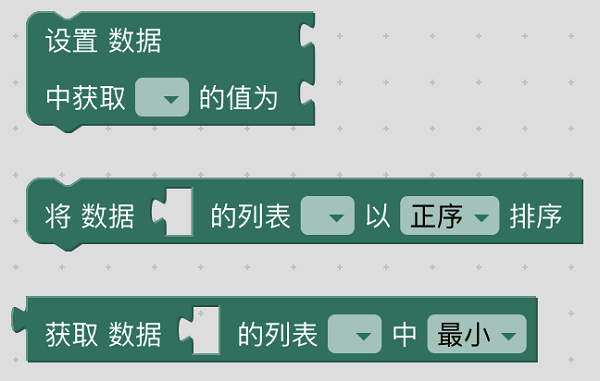 设置 数据
中获取 的值为
将 数据 的列表 以 正序 排序
获取 数据 的列表 中 最小